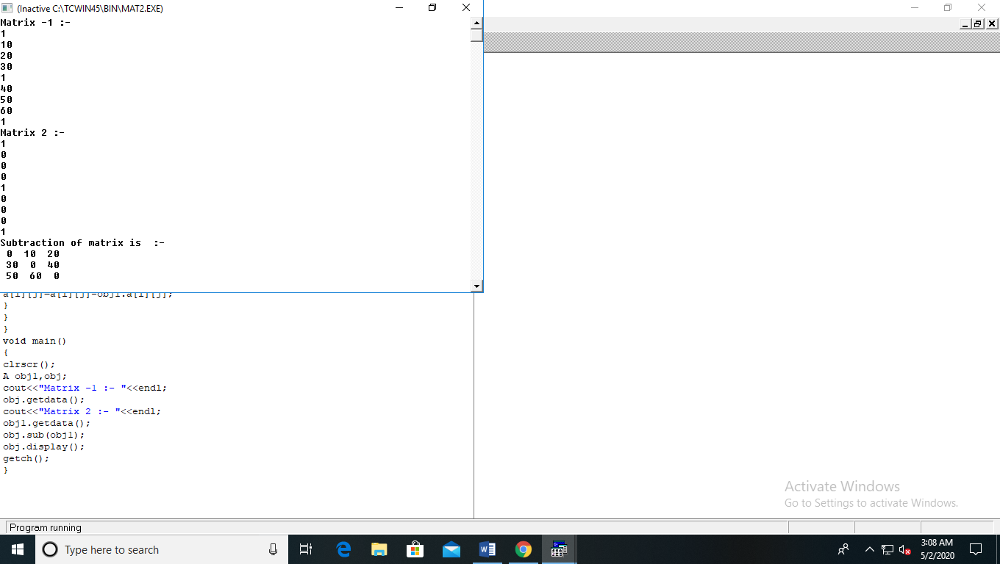 (Inactive C:\TCWIN45\BIN\MAT2.EXE)
Matrix -1 :-
1
10
20
30
1
40
50
60
1
Matrix 2 :-
1
0
0
0
1
0
0
0
1
Subtraction of matrix is  :-
0 10 20
30 0 40
50 60 0
a[i][j]=a[i][j]-obj1.a[i][j];
}
}
}
void main()
{
clrscr();
A obj1,obj;
cout<<"Matrix -1 :- "<<endl;
obj.getdata();
cout<<"Matrix 2 :- "<<endl;
obj1.getdata();
obj.sub(obj1);
obj.display();
getch();
}
Activate Windows
Go to Settings to activate Windows.
Program running
Type here to search
3:08 AM
5/2/2020